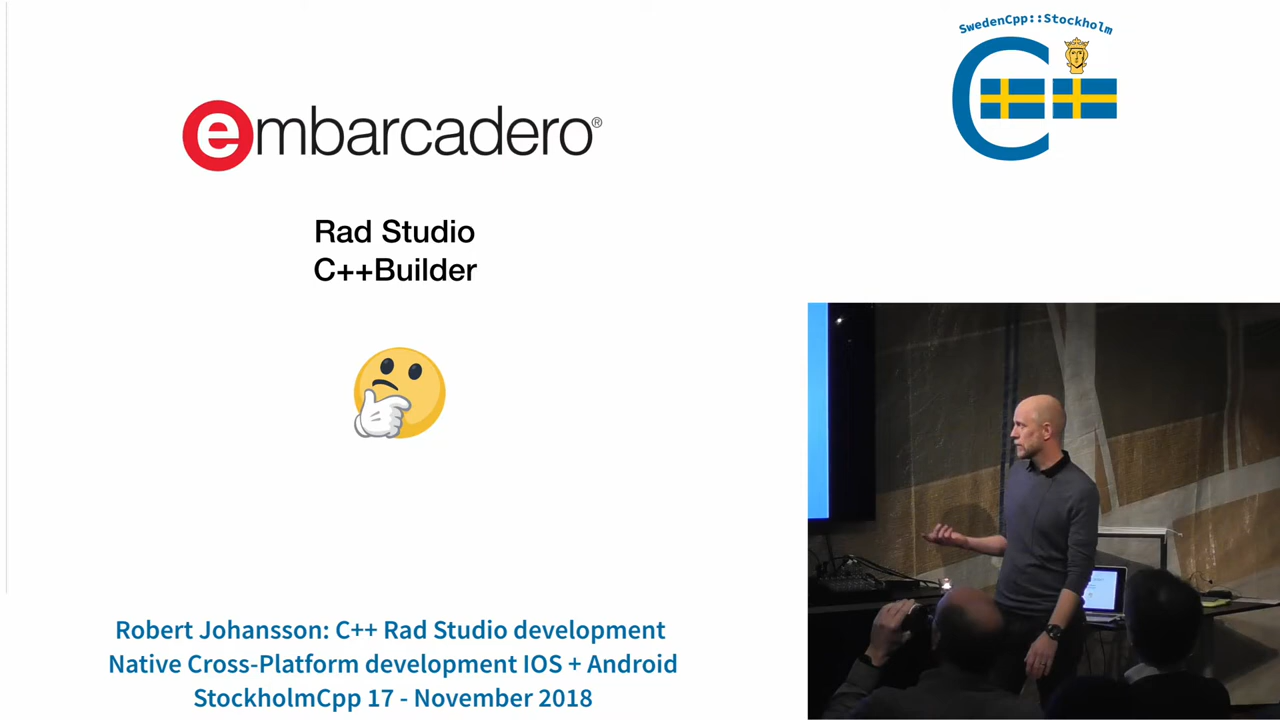 SwedenCpp::Stockholm
C++
embarcadero®
Rad Studio
C++Builder
Robert Johansson: C++ Rad Studio development
Native Cross-Platform development IOS + Android
StockholmCpp 17 - November 2018